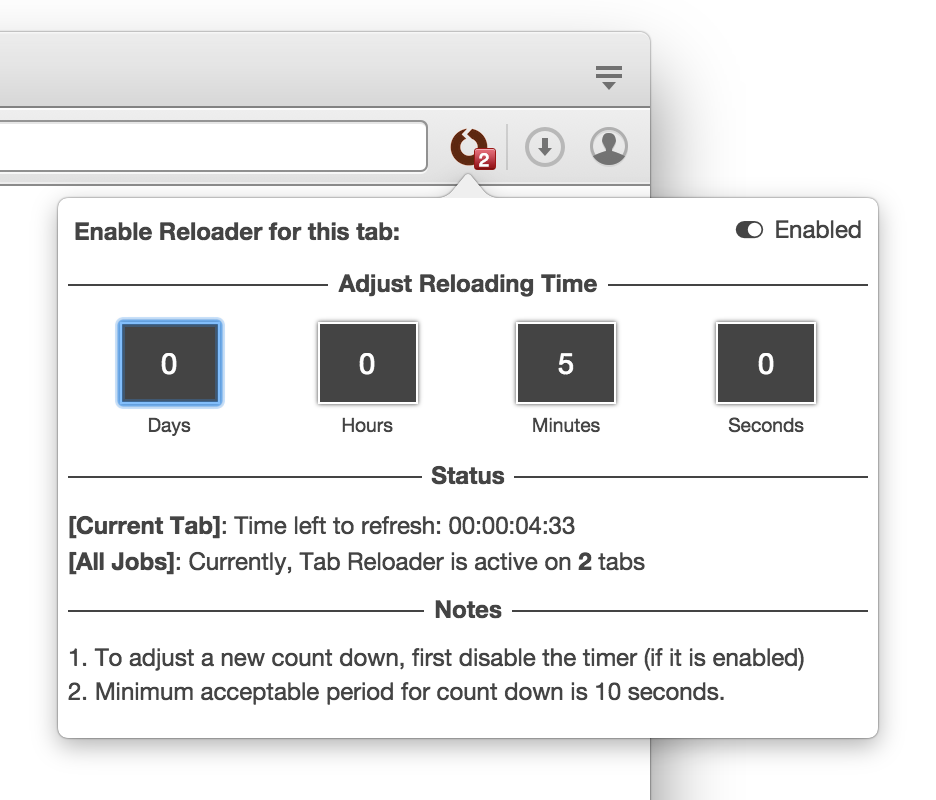 2
Enable Reloader for this tab:
Enabled
Adjust Reloading Time
0 0 5 0
Days Hours Minutes Seconds
Status
[Current Tab]: Time left to refresh: 00:00:04:33
[All Jobs]: Currently, Tab Reloader is active on 2 tabs
Notes
1. To adjust a new count down, first disable the timer (if it is enabled)
2. Minimum acceptable period for count down is 10 seconds.